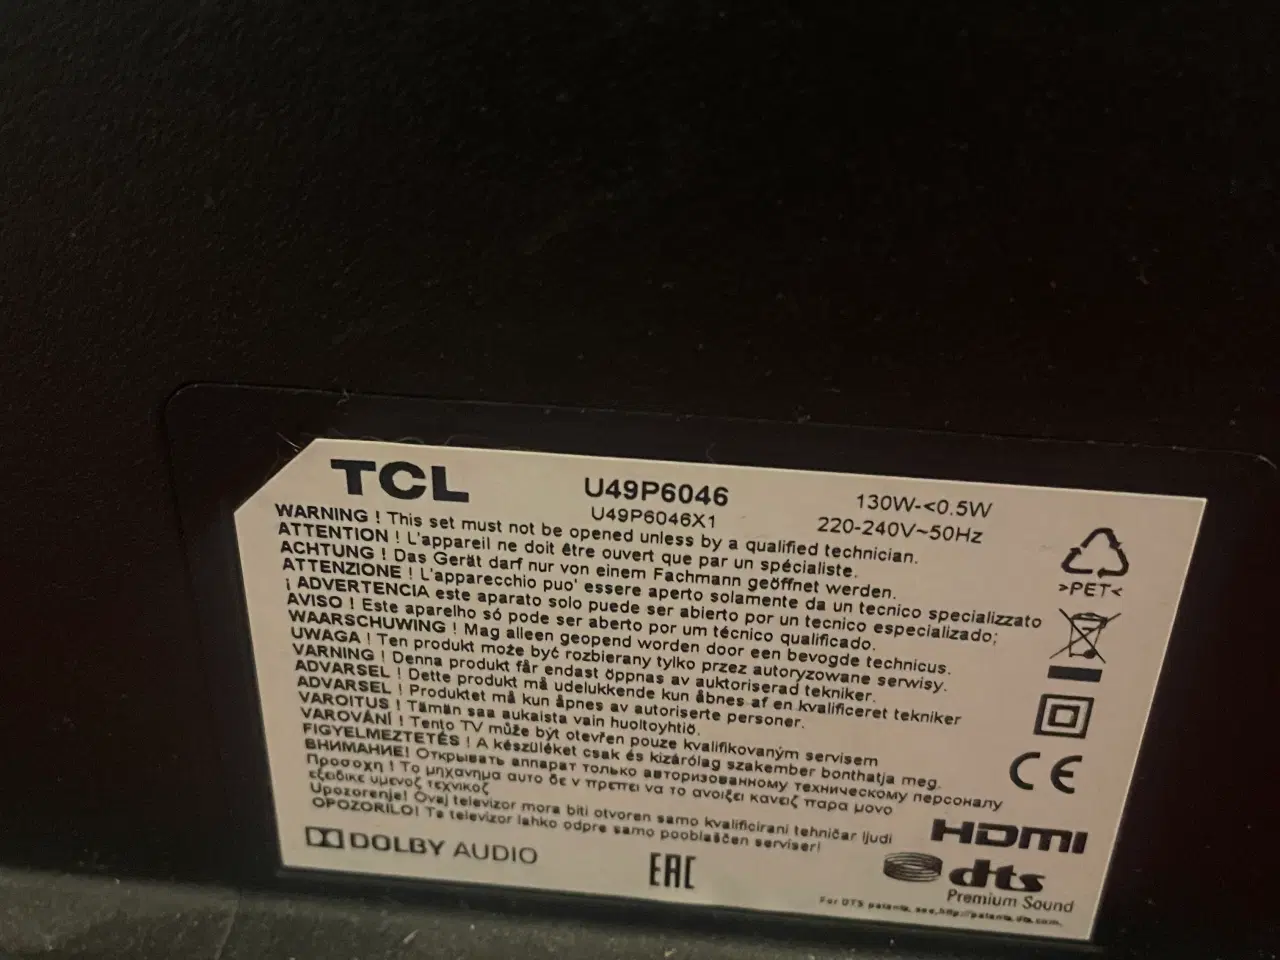 TCL
U49P6046
U49P6046X1
130W-<0.5W
220-240V~50Hz
WARNING ! This set must not be opened unless by a qualified technician.
ATTENTION ! L'appareil ne doit être ouvert que par un spécialiste.
ACHTUNG ! Das Gerät darf nur von einem Fachmann geöffnet werden.
ATTENZIONE ! L'apparecchio puo' essere aperto solamente da un tecnico specializzato
¡ ADVERTENCIA este aparato solo puede ser abierto por un tecnico especializado;
AVISO ! Este aparelho só pode ser aberto por um técnico qualificado.
WAARSCHUWING ! Mag alleen geopend worden door een bevogde technicus.
UWAGA ! Ten produkt może być rozbierany tylko przez autoryzowane serwisy.
VARNING ! Denna produkt får endast öppnas av auktoriserad tekniker.
ADVARSEL ! Dette produkt må udelukkende kun åbnes af en kvalificeret tekniker
ADVARSEL ! Produktet må kun åpnes av autoriserte personer.
VAROITUS ! Tämän saa aukaista vain huoltoyhtiö.
VAROVÁNÍ ! Tento TV může být otevřen pouze kvalifikovaným servisem
FIGYELMEZTETÉS ! A készüléket csak és kizárólag szakember bonthatja meg.
ВНИМАНИЕ! Открывать аппарат только авторизованному техническому персоналу
Προσοχη ! Το μηχανημα αυτο δε ν πρεπει να το ανοιξει κανεις παρα μονο
εξειδικε υμενος τεχνικος
Upozorenje! Ovaj televizor mora biti otvoren samo kvalificirani tehničar ljudi
OPOZORILO! Ta televizor lahko odpre samo pooblaščen serviser!
>PET<
CE
HDMI
DOLBY AUDIO
EAC
dts
Premium Sound
For DTS patents, see http://patents.dts.com.